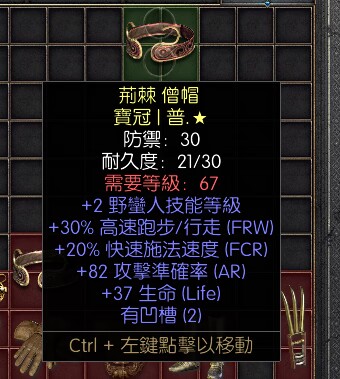 荊棘 僧帽
寶冠 | 普.★
防禦: 30
耐久度: 21/30
需要等級: 67
+2 野蠻人技能等級
+30% 高速跑步/行走 (FRW)
+20% 快速施法速度 (FCR)
+82 攻擊準確率 (AR)
+37 生命 (Life)
有凹槽 (2)
Ctrl + 左鍵點擊以移動